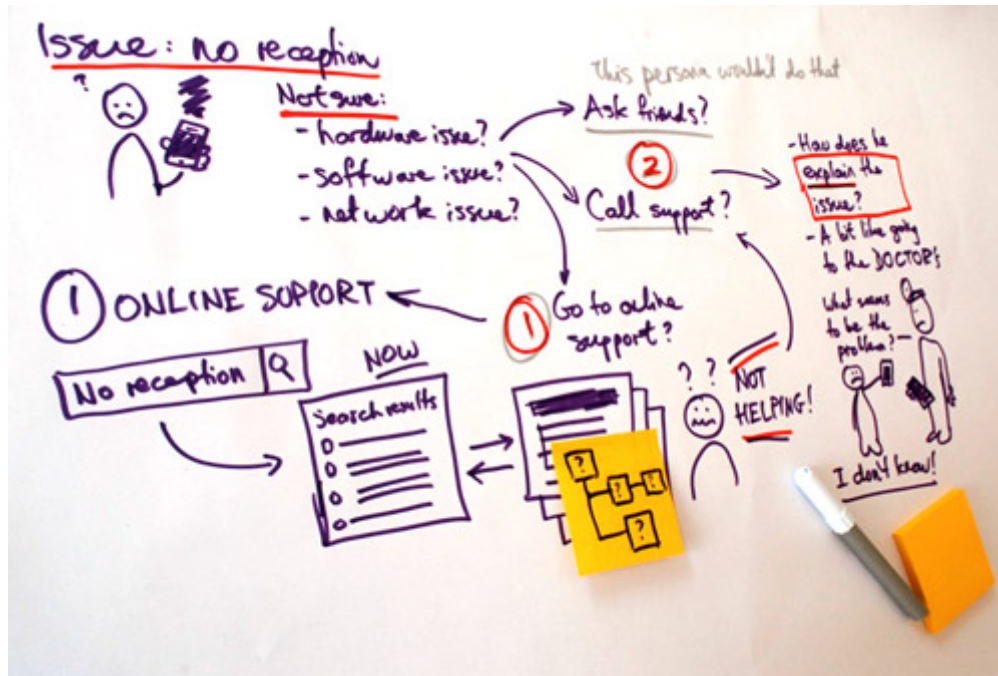 Issue: no reception
?
Not sure:
- hardware issue?
- software issue?
- network issue?
This persona wouldn't do that
Ask friends?
2
Call support?
- How does he
explain the
issue?
- A bit like going
to the DOCTOR's
What seems
to be the
problem?
I don't know!
1 Go to online
support?
1 ONLINE SUPPORT
No reception
NOW
Search results
?
?
?
?
? ?
NOT
HELPING!